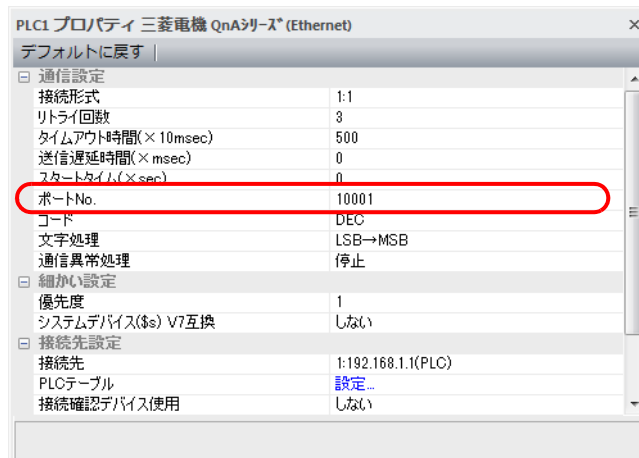 PLC1 プロパティ 三菱電機 QnAシリーズ (Ethernet)
デフォルトに戻す
通信設定
接続形式 1:1
リトライ回数 3
タイムアウト時間(×10msec) 500
送信遅延時間(×msec) 0
スタートタイム(×sec) 0
ポートNo. 10001
コード DEC
文字処理 LSB→MSB
通信異常処理 停止
細かい設定
優先度 1
システムデバイス($s) V7互換 しない
接続先設定
接続先 1:192.168.1.1(PLC)
PLCテーブル 設定...
接続確認デバイス使用 しない